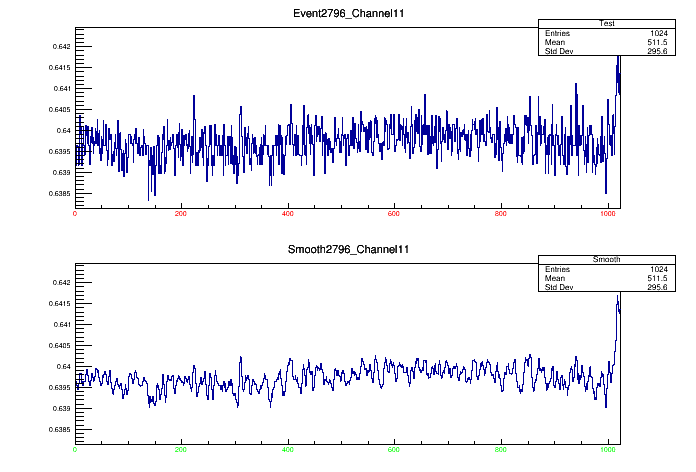 Event2796_Channel11
Test
Entries 1024
Mean 511.5
Std Dev 295.6
0.642
0.6415
0.641
0.6405
0.64
0.6395
0.639
0.6385
0 200 400 600 800 1000
Smooth2796_Channel11
Smooth
Entries 1024
Mean 511.5
Std Dev 295.6
0.642
0.6415
0.641
0.6405
0.64
0.6395
0.639
0.6385
0 200 400 600 800 1000